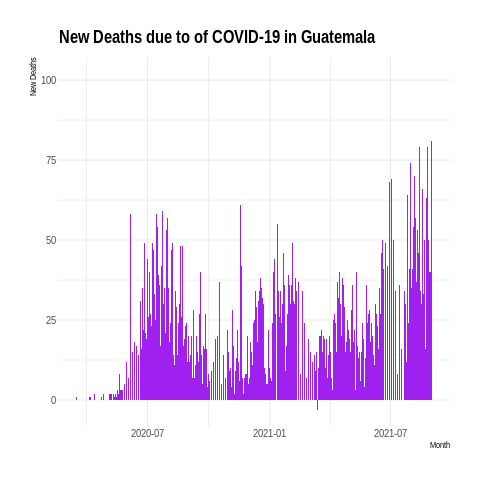 New Deaths due to of COVID-19 in Guatemala
New Deaths
100
75
50
25
0
2020-07
2021-01
2021-07
Month